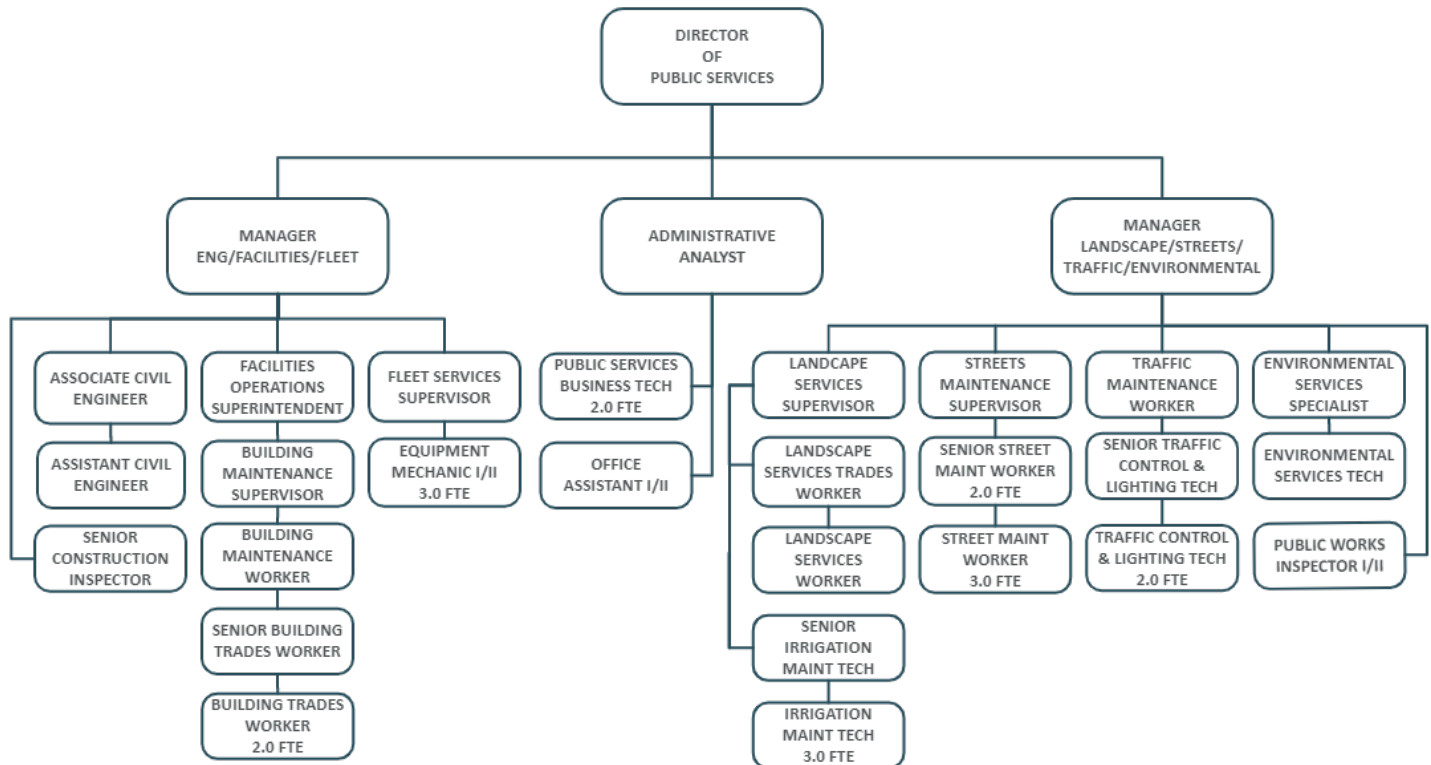 DIRECTOR
OF
PUBLIC SERVICES
MANAGER
ENG/FACILITIES/FLEET
ADMINISTRATIVE
ANALYST
MANAGER
LANDSCAPE/STREETS/
TRAFFIC/ENVIRONMENTAL
ASSOCIATE CIVIL
ENGINEER
ASSISTANT CIVIL
ENGINEER
SENIOR
CONSTRUCTION
INSPECTOR
FACILITIES
OPERATIONS
SUPERINTENDENT
BUILDING
MAINTENANCE
SUPERVISOR
BUILDING
MAINTENANCE
WORKER
SENIOR BUILDING
TRADES WORKER
BUILDING TRADES
WORKER
2.0 FTE
FLEET SERVICES
SUPERVISOR
EQUIPMENT
MECHANIC I/II
3.0 FTE
PUBLIC SERVICES
BUSINESS TECH
2.0 FTE
OFFICE
ASSISTANT I/II
LANDSCAPE
SERVICES
SUPERVISOR
LANDSCAPE
SERVICES TRADES
WORKER
LANDSCAPE
SERVICES
WORKER
SENIOR
IRRIGATION
MAINT TECH
IRRIGATION
MAINT TECH
3.0 FTE
STREETS
MAINTENANCE
SUPERVISOR
SENIOR STREET
MAINT WORKER
2.0 FTE
STREET MAINT
WORKER
3.0 FTE
TRAFFIC
MAINTENANCE
WORKER
SENIOR TRAFFIC
CONTROL &
LIGHTING TECH
TRAFFIC CONTROL
& LIGHTING TECH
2.0 FTE
ENVIRONMENTAL
SERVICES
SPECIALIST
ENVIRONMENTAL
SERVICES TECH
PUBLIC WORKS
INSPECTOR I/II